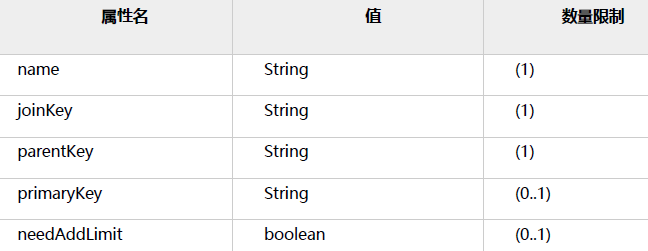 属性名 值 数量限制
name String (1)
joinKey String (1)
parentKey String (1)
primaryKey String (0..1)
needAddLimit boolean (0..1)